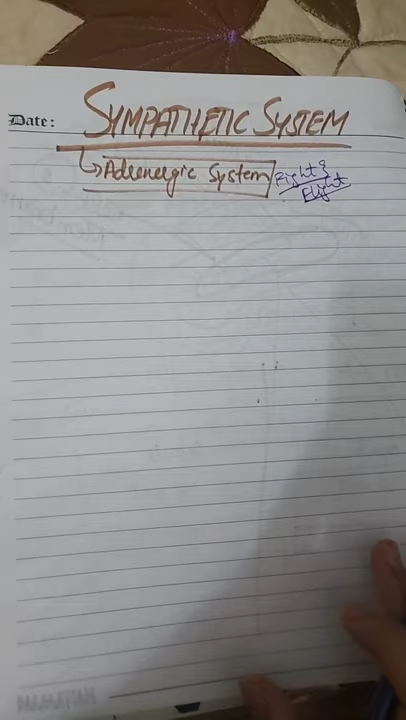 Date:
SYMPATHETIC SYSTEM
↳ Adrenergic System Fight &
Flight